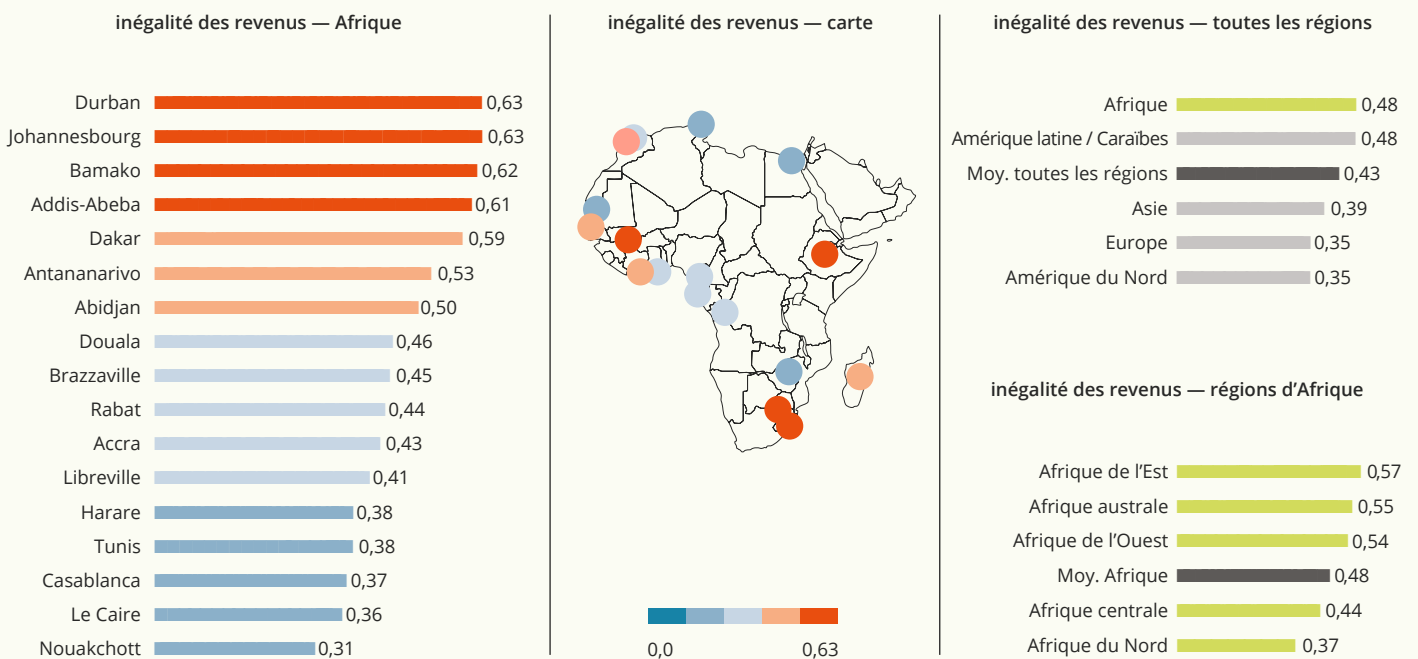 inégalité des revenus — Afrique
Durban 0,63
Johannesbourg 0,63
Bamako 0,62
Addis-Abeba 0,61
Dakar 0,59
Antananarivo 0,53
Abidjan 0,50
Douala 0,46
Brazzaville 0,45
Rabat 0,44
Accra 0,43
Libreville 0,41
Harare 0,38
Tunis 0,38
Casablanca 0,37
Le Caire 0,36
Nouakchott 0,31
inégalité des revenus — carte
0,0 0,63
inégalité des revenus — toutes les régions
Afrique 0,48
Amérique latine / Caraïbes 0,48
Moy. toutes les régions 0,43
Asie 0,39
Europe 0,35
Amérique du Nord 0,35
inégalité des revenus — régions d’Afrique
Afrique de l’Est 0,57
Afrique australe 0,55
Afrique de l’Ouest 0,54
Moy. Afrique 0,48
Afrique centrale 0,44
Afrique du Nord 0,37